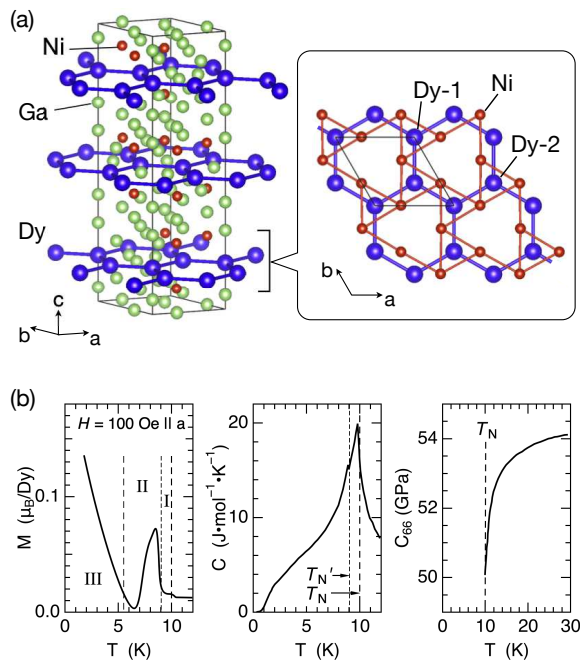 (a)
Ni
Ga
Dy
c
b
a
Dy-1
Ni
Dy-2
b
a
(b)
H = 100 Oe || a
M (μB/Dy)
0.1
0.0
I
II
III
0 5 10
T (K)
C (J•mol⁻¹•K⁻¹)
20
10
0
TN′
TN
0 5 10
T (K)
C66 (GPa)
54
52
50
TN
0 10 20 30
T (K)